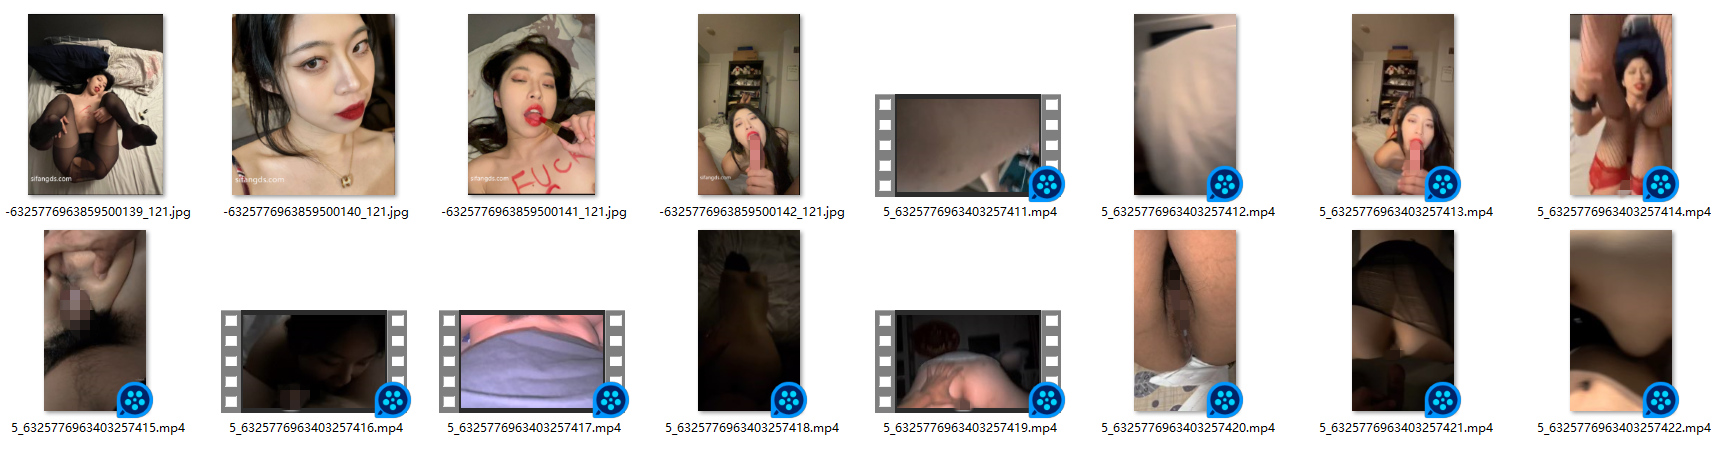 sifangds.com
sifangds.com
FUCK
sifangds.com
sifangds.com
-6325776963859500139_121.jpg
-6325776963859500140_121.jpg
-6325776963859500141_121.jpg
-6325776963859500142_121.jpg
5_6325776963403257411.mp4
5_6325776963403257412.mp4
5_6325776963403257413.mp4
5_6325776963403257414.mp4
5_6325776963403257415.mp4
5_6325776963403257416.mp4
5_6325776963403257417.mp4
5_6325776963403257418.mp4
5_6325776963403257419.mp4
5_6325776963403257420.mp4
5_6325776963403257421.mp4
5_6325776963403257422.mp4